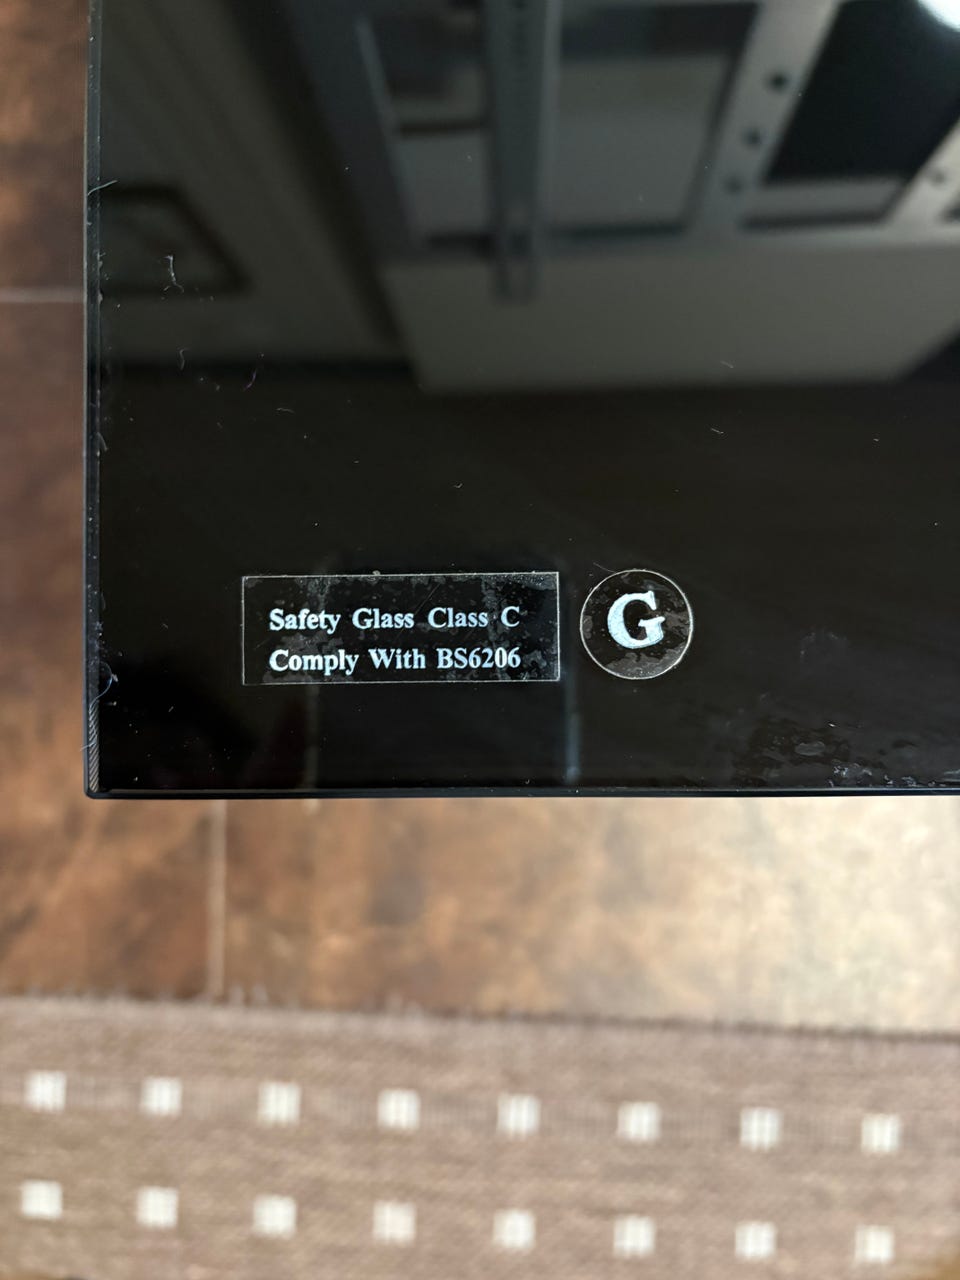 Safety Glass Class C
Comply With BS6206
G